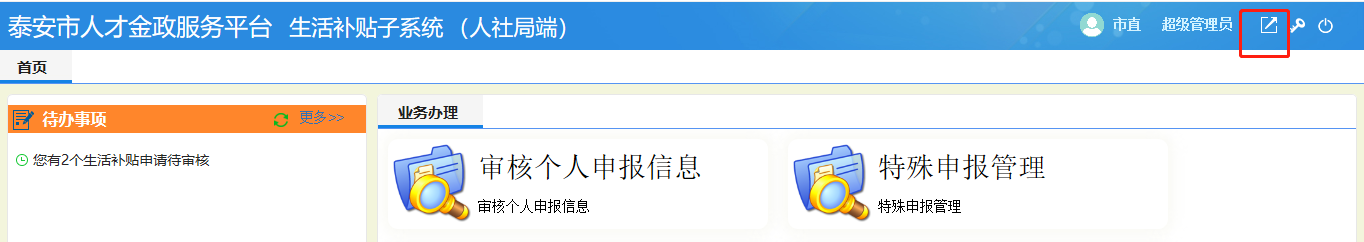 泰安市人才金政服务平台 生活补贴子系统 （人社局端）
市直 超级管理员
首页
待办事项 更多>>
您有2个生活补贴申请待审核
业务办理
审核个人申报信息
审核个人申报信息
特殊申报管理
特殊申报管理